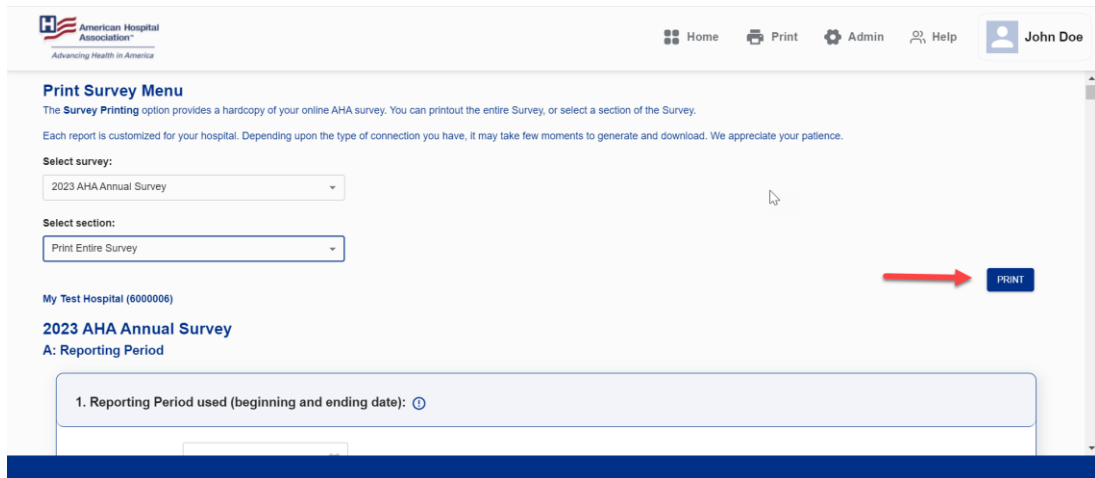 American Hospital
Association™
Advancing Health in America
Home
Print
Admin
Help
John Doe
Print Survey Menu
The Survey Printing option provides a hardcopy of your online AHA survey. You can printout the entire Survey, or select a section of the Survey.
Each report is customized for your hospital. Depending upon the type of connection you have, it may take few moments to generate and download. We appreciate your patience.
Select survey:
2023 AHA Annual Survey
Select section:
Print Entire Survey
PRINT
My Test Hospital (6000006)
2023 AHA Annual Survey
A: Reporting Period
1. Reporting Period used (beginning and ending date):